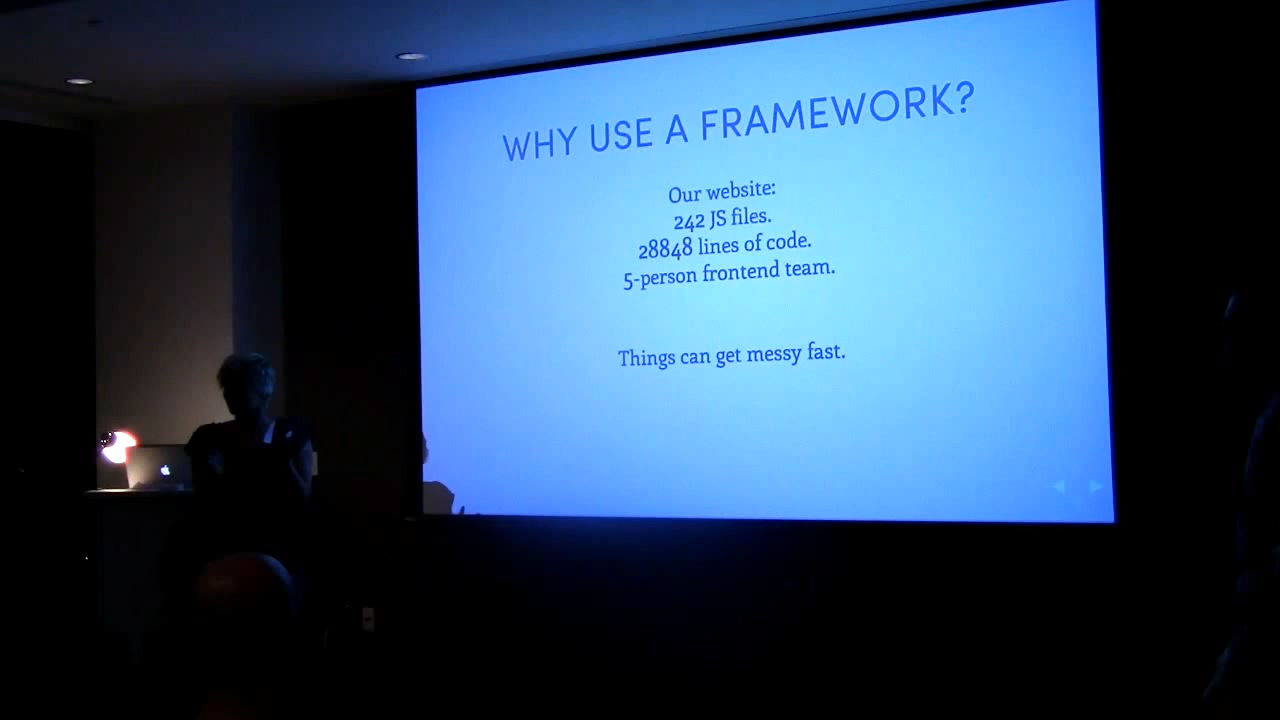 WHY USE A FRAMEWORK?
Our website:
242 JS files.
28848 lines of code.
5-person frontend team.
Things can get messy fast.